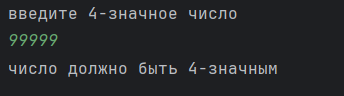 введите 4-значное число
99999
число должно быть 4-значным